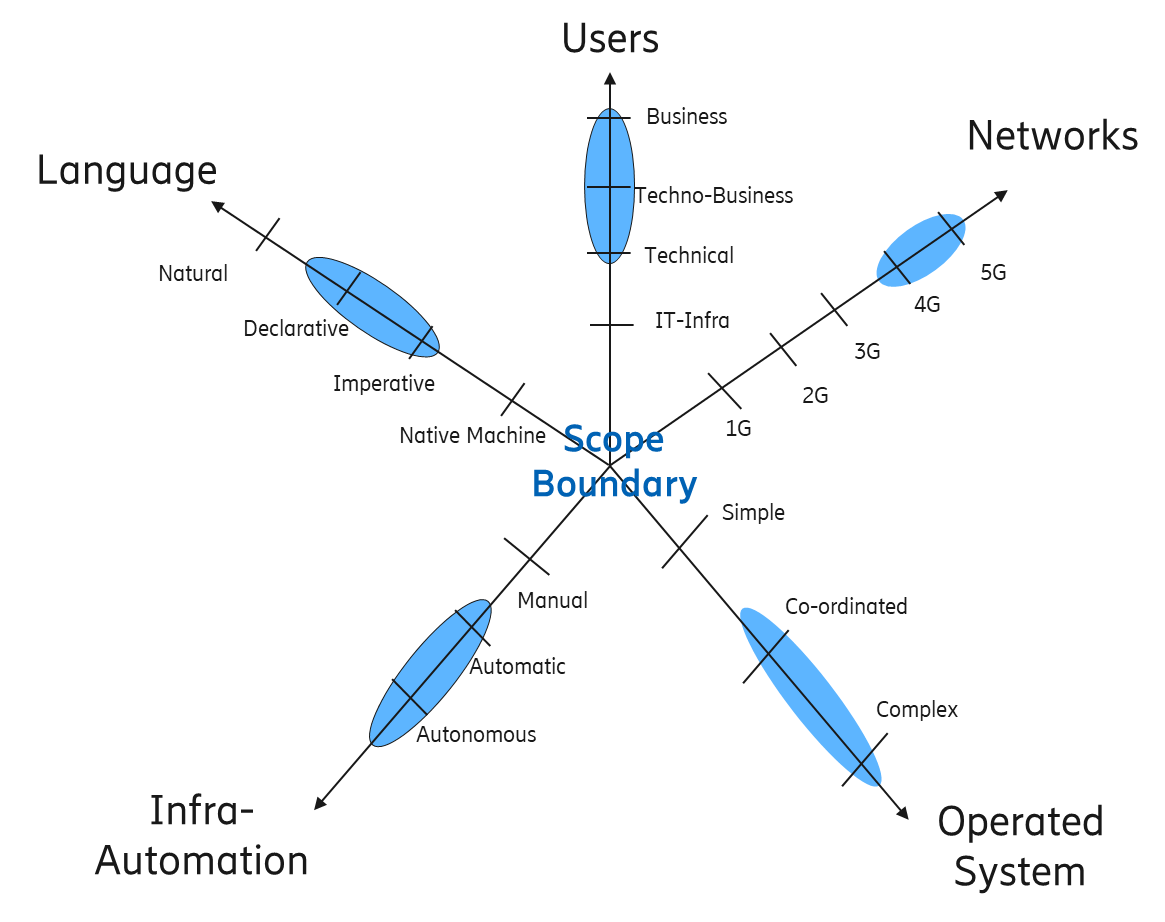 Users
Business
Networks
Language
Techno-Business
Technical
Natural
5G
4G
IT-Infra
Declarative
3G
Imperative
2G
1G
Native Machine
Scope
Boundary
Simple
Manual
Co-ordinated
Automatic
Complex
Autonomous
Infra-
Automation
Operated
System